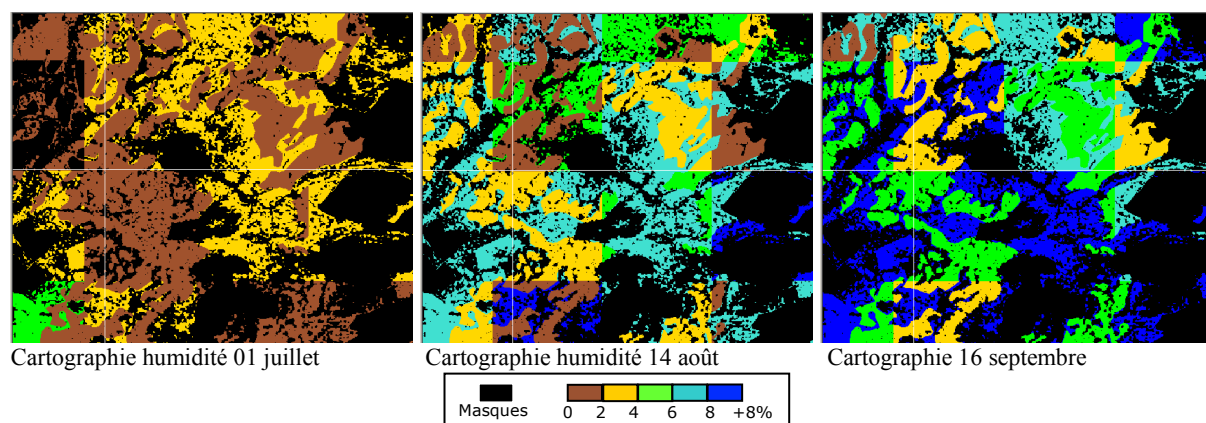 Cartographie humidité 01 juillet
Cartographie humidité 14 août
Cartographie 16 septembre
Masques
0 2 4 6 8 +8%